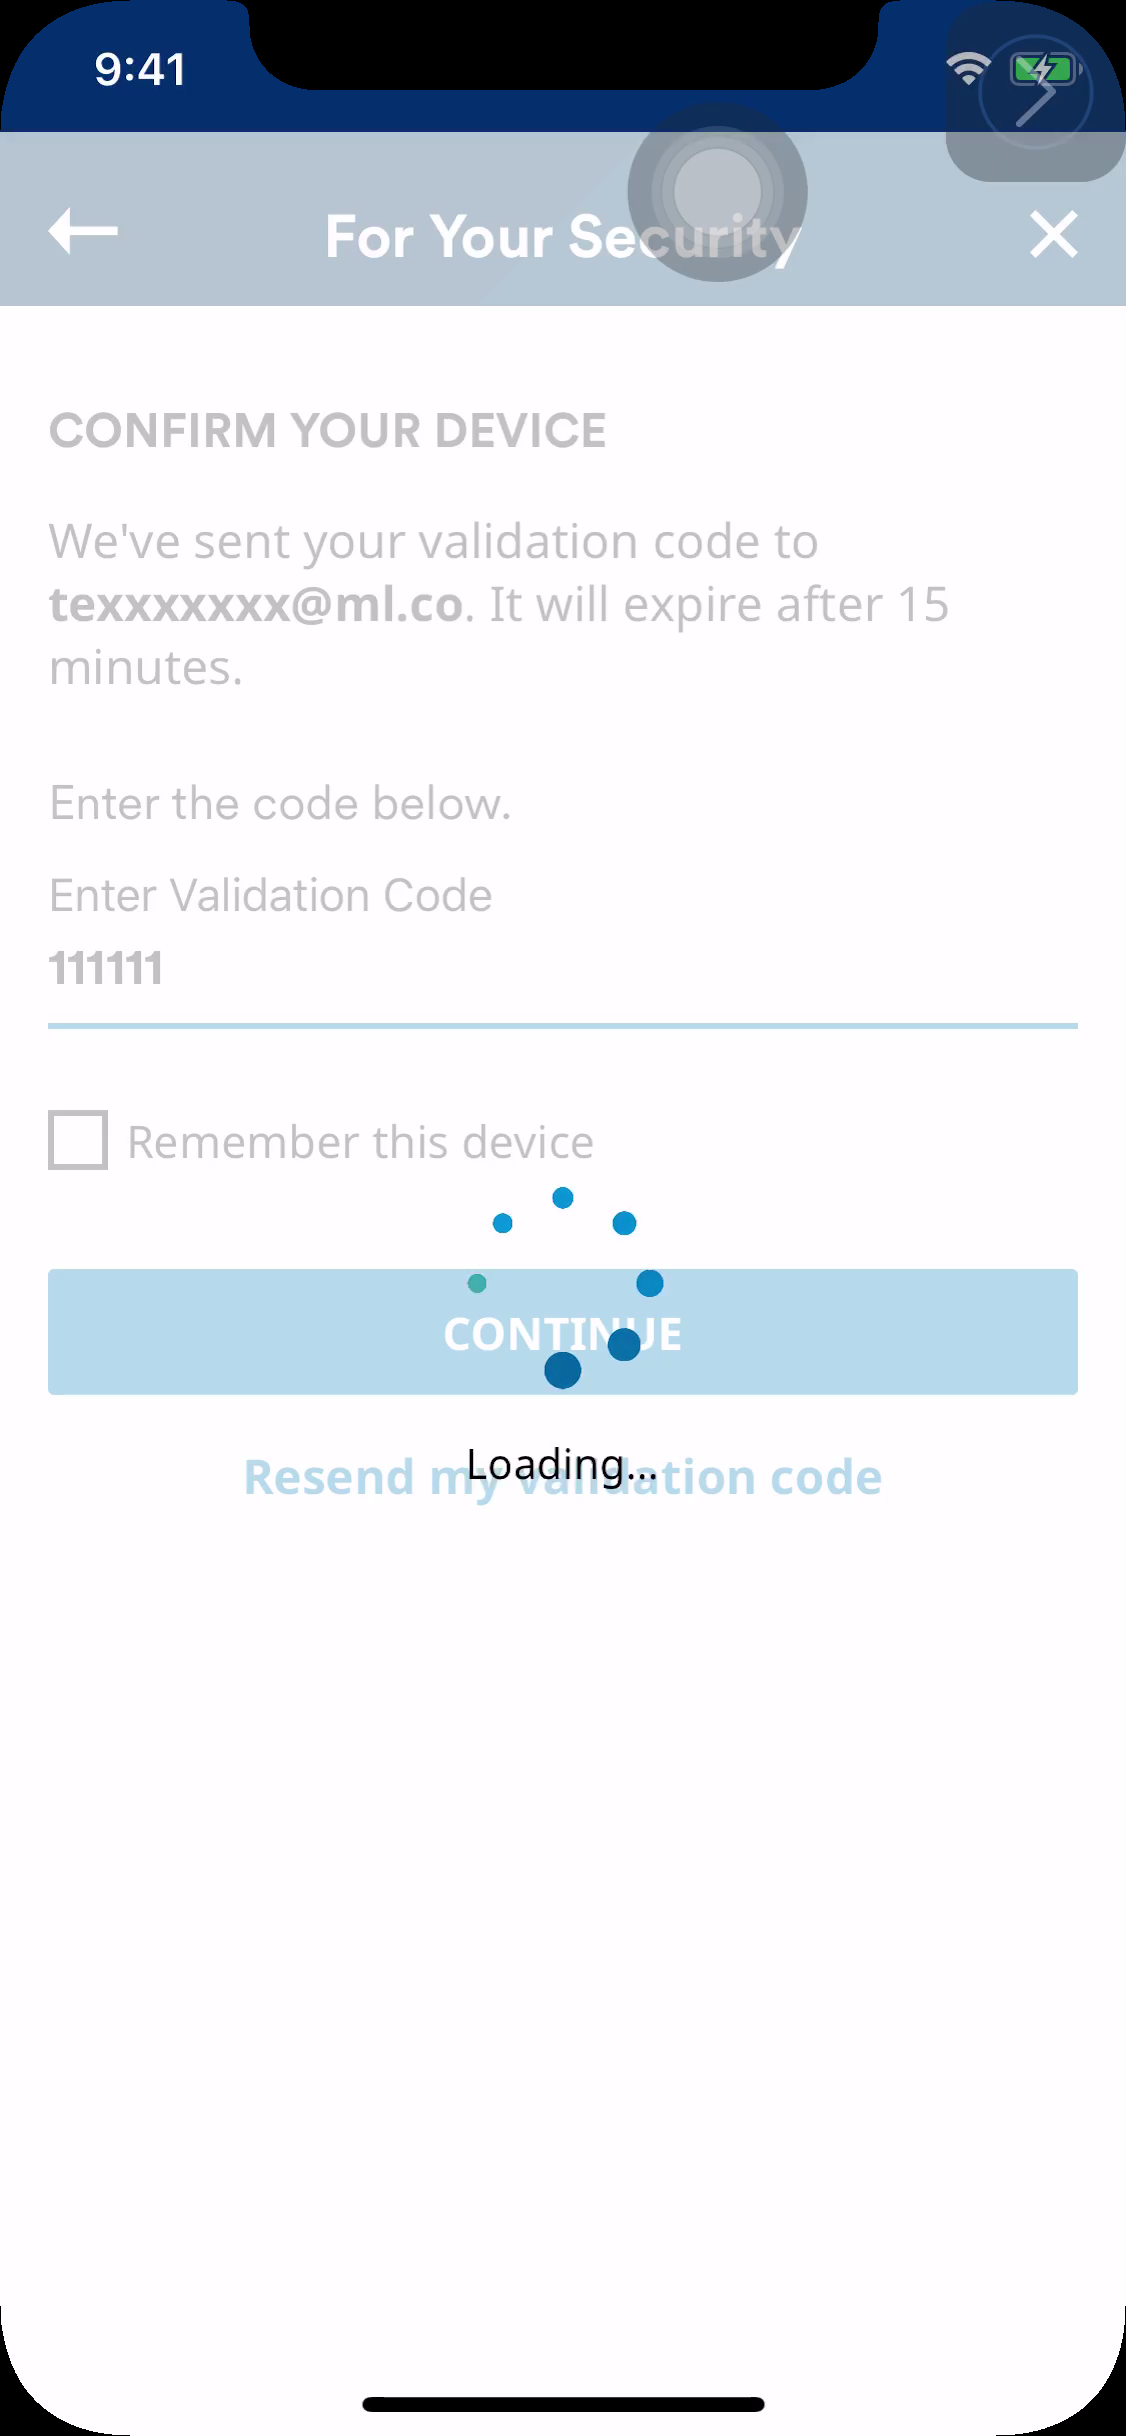 9:41
For Your Security
CONFIRM YOUR DEVICE
We've sent your validation code to
texxxxxxx@ml.co. It will expire after 15
minutes.
Enter the code below.
Enter Validation Code
111111
Remember this device
CONTINUE
Loading...
Resend my validation code